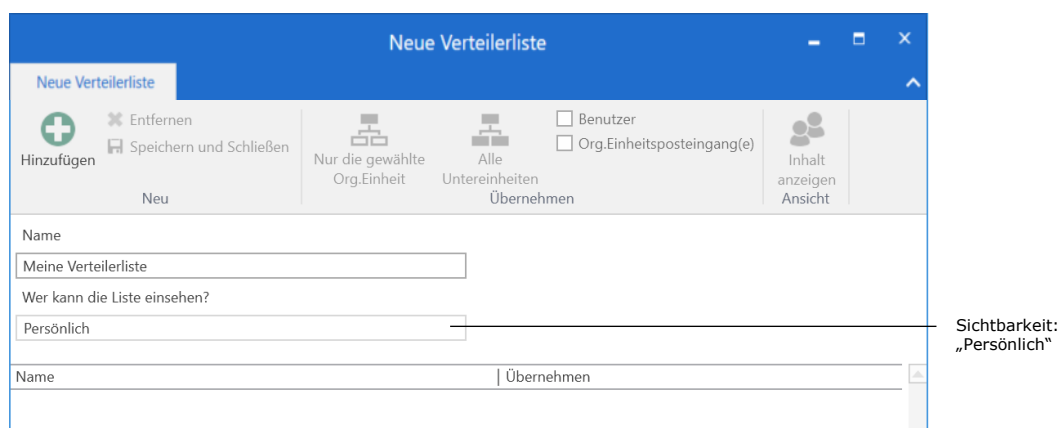 Neue Verteilerliste
Neue Verteilerliste
Hinzufügen
Entfernen
Speichern und Schließen
Neu
Nur die gewählte
Org.Einheit
Alle
Untereinheiten
Benutzer
Org.Einheitsposteingang(e)
Übernehmen
Inhalt
anzeigen
Ansicht
Name
Meine Verteilerliste
Wer kann die Liste einsehen?
Persönlich
Sichtbarkeit:
„Persönlich“
Name
Übernehmen